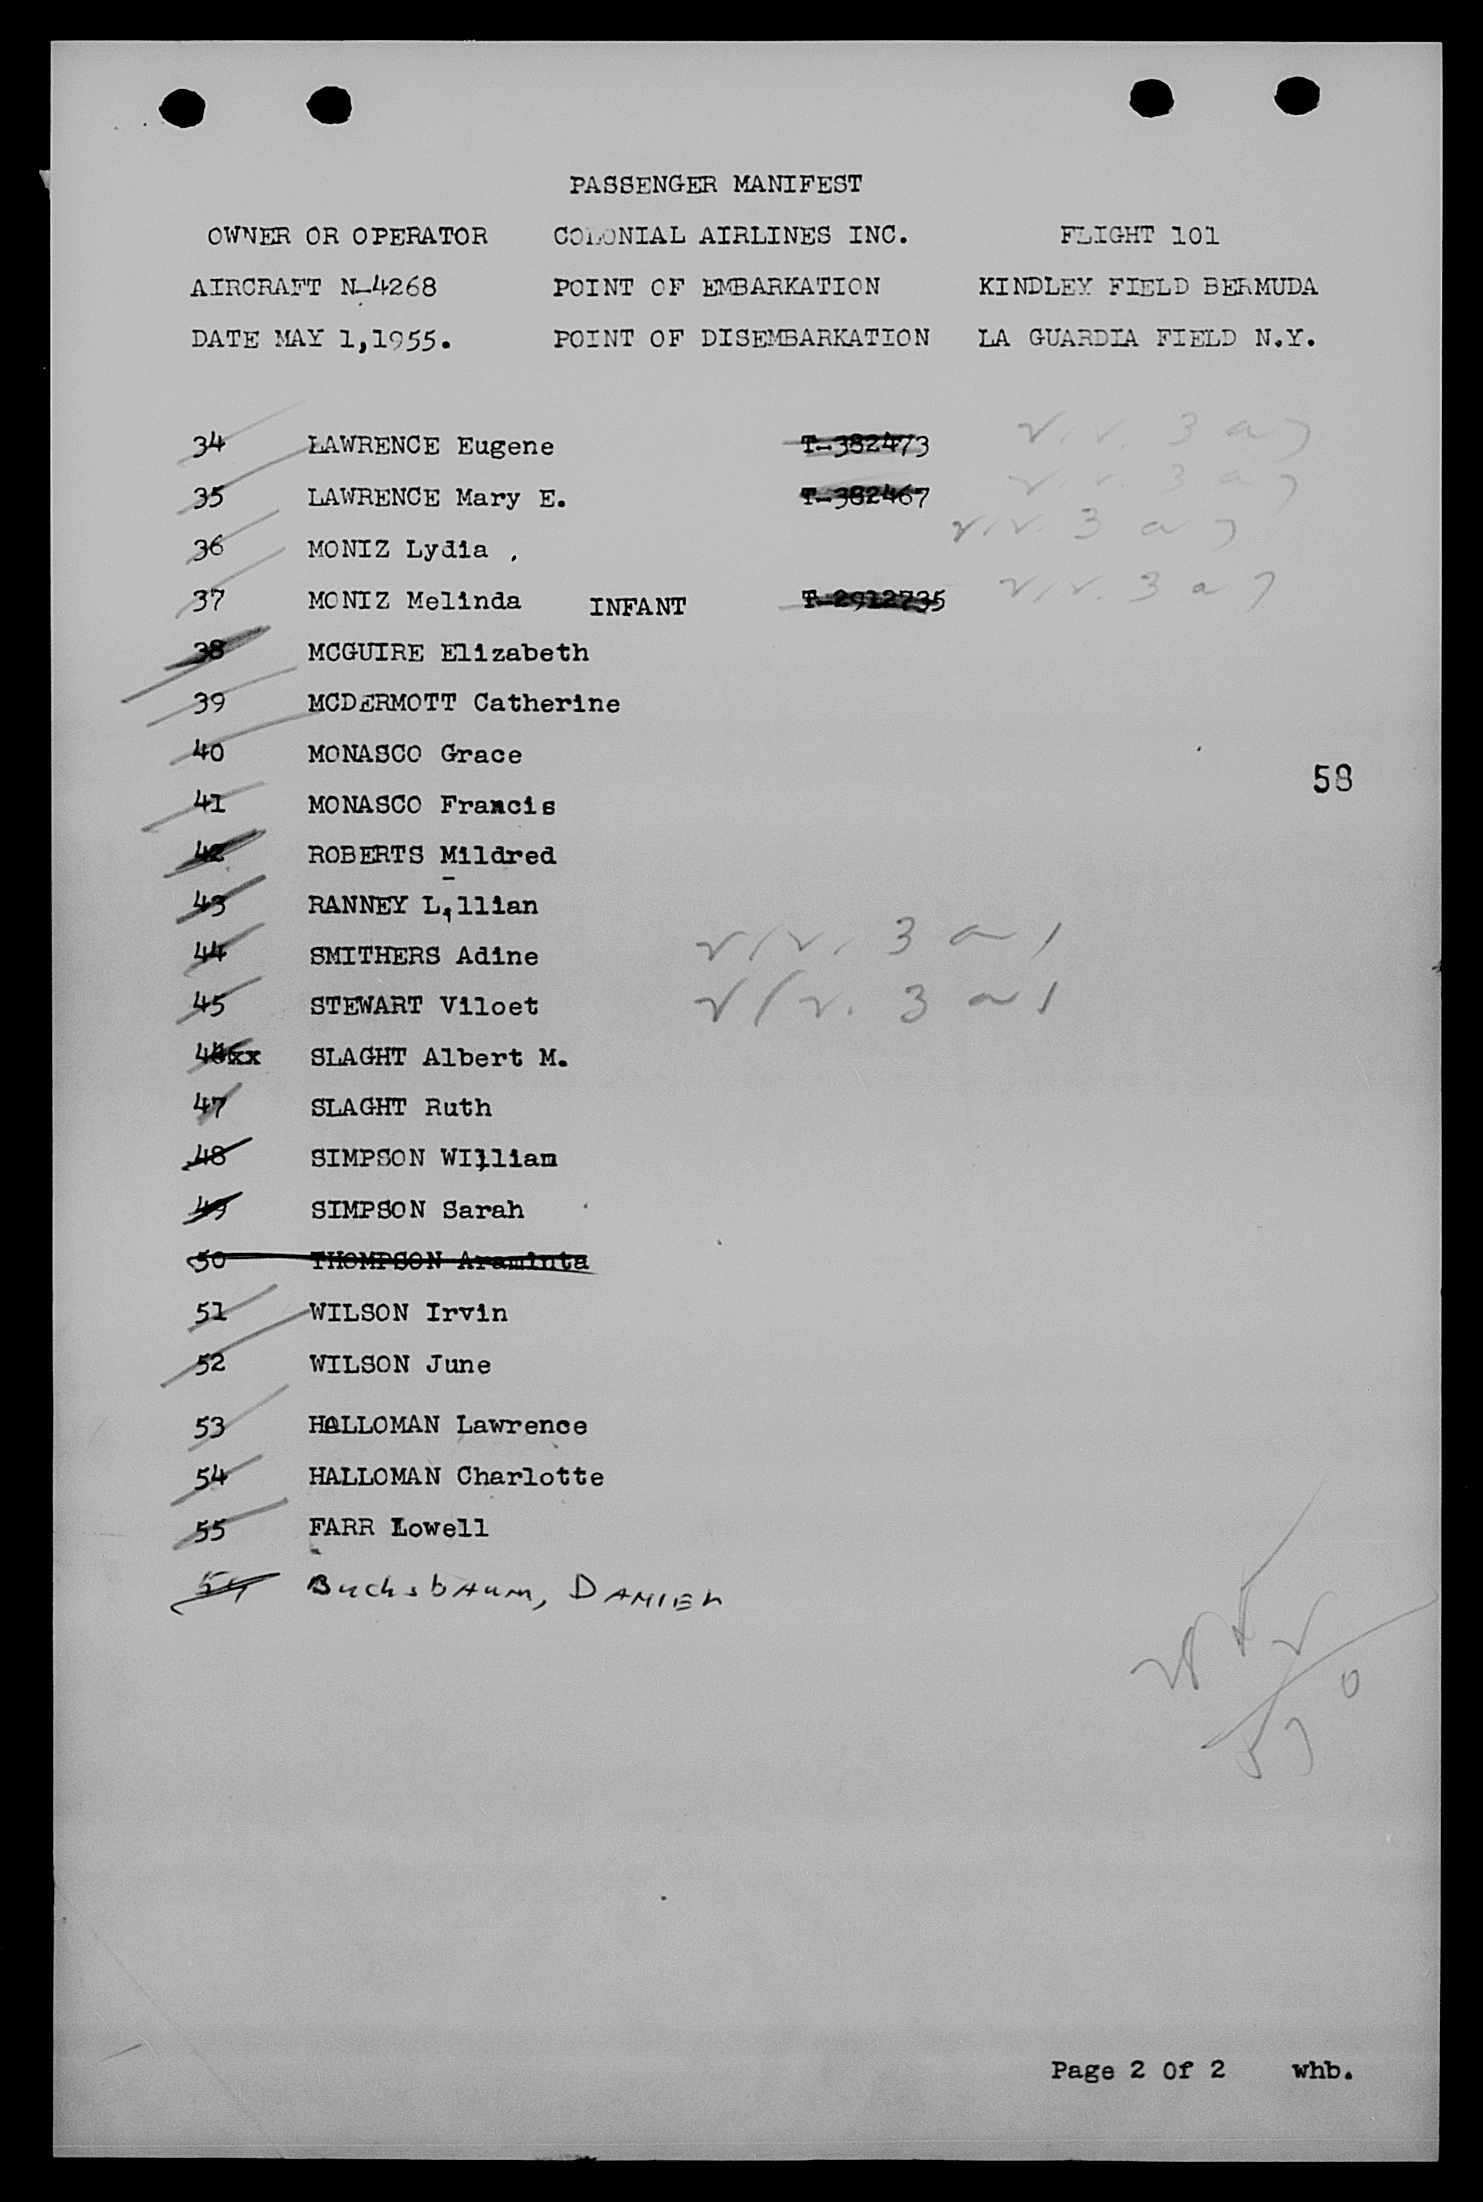 PASSENGER MANIFEST
OWNER OR OPERATOR COLONIAL AIRLINES INC. FLIGHT 101
AIRCRAFT N-4268 POINT OF EMBARKATION KINDLEY FIELD BERMUDA
DATE MAY 1,1955. POINT OF DISEMBARKATION LA GUARDIA FIELD N.Y.
34 LAWRENCE Eugene T-382473
35 LAWRENCE Mary E. T-382467
36 MONIZ Lydia .
37 MONIZ Melinda INFANT T-2912735
38 MCGUIRE Elizabeth
39 MCDERMOTT Catherine
40 MONASCO Grace
58
41 MONASCO Francis
42 ROBERTS Mildred
43 RANNEY Lillian
44 SMITHERS Adine
45 STEWART Viloet
46xx SLAGHT Albert M.
47 SLAGHT Ruth
48 SIMPSON WIlliam
49 SIMPSON Sarah
50 THOMPSON Araminta
51 WILSON Irvin
52 WILSON June
53 HALLOMAN Lawrence
54 HALLOMAN Charlotte
55 FARR Lowell
Buchsbaum, DANIEL
Page 2 Of 2 whb.